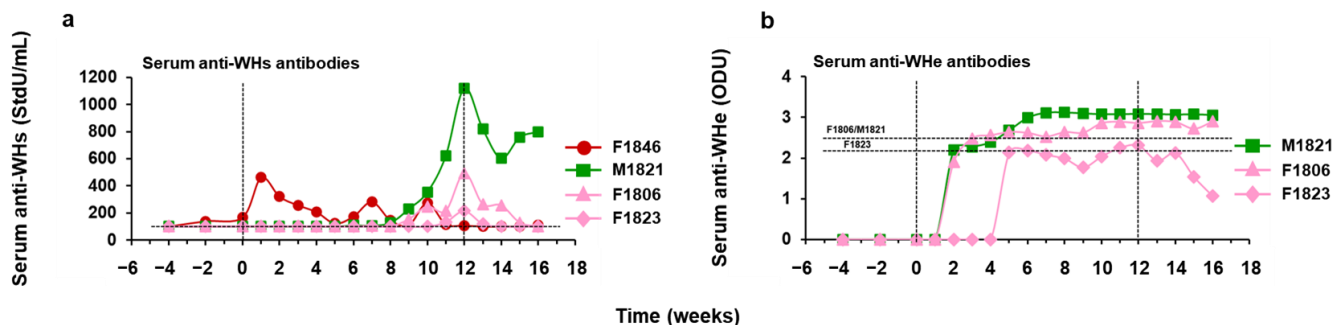 a
Serum anti-WHs (StdU/mL)
Serum anti-WHs antibodies
1200
1000
800
600
400
200
0
−6 −4 −2 0 2 4 6 8 10 12 14 16 18
F1846
M1821
F1806
F1823
b
Serum anti-WHe (ODU)
Serum anti-WHe antibodies
4
3
2
1
0
F1806/M1821
F1823
−6 −4 −2 0 2 4 6 8 10 12 14 16 18
M1821
F1806
F1823
Time (weeks)